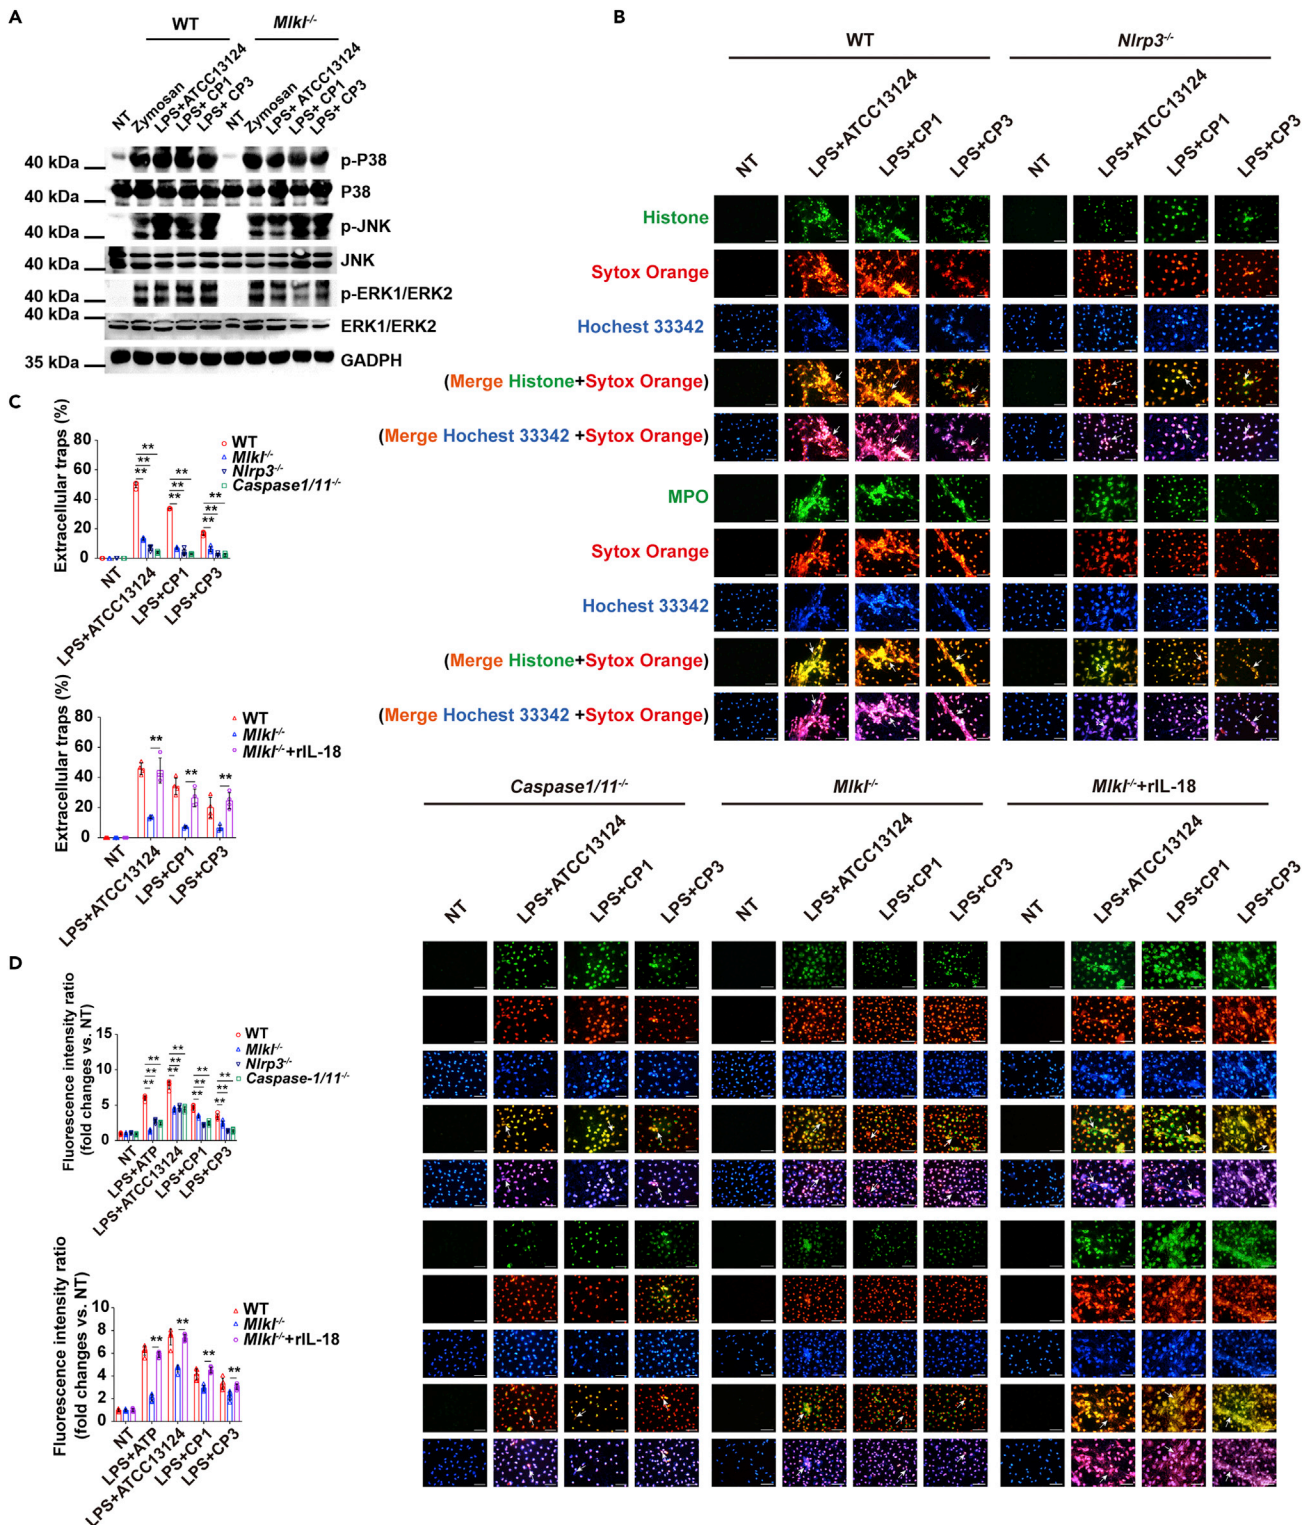 A
WT
Mlkl-/-
NT
Zymosan
LPS+ATCC13124
LPS+ CP1
LPS+ CP3
NT
Zymosan
LPS+ ATCC13124
LPS+ CP1
LPS+ CP3
40 kDa
p-P38
40 kDa
P38
40 kDa
p-JNK
40 kDa
JNK
40 kDa
p-ERK1/ERK2
40 kDa
ERK1/ERK2
35 kDa
GADPH
B
WT
Nlrp3-/-
NT
LPS+ATCC13124
LPS+CP1
LPS+CP3
NT
LPS+ATCC13124
LPS+CP1
LPS+CP3
Histone
Sytox Orange
Hochest 33342
(Merge Histone+Sytox Orange)
(Merge Hochest 33342 +Sytox Orange)
MPO
Sytox Orange
Hochest 33342
(Merge Histone+Sytox Orange)
(Merge Hochest 33342 +Sytox Orange)
Caspase1/11-/-
Mlkl-/-
Mlkl-/-+rIL-18
NT
LPS+ATCC13124
LPS+CP1
LPS+CP3
NT
LPS+ATCC13124
LPS+CP1
LPS+CP3
NT
LPS+ATCC13124
LPS+CP1
LPS+CP3
C
Extracellular traps (%)
80
60
40
20
0
** ** **
** ** **
** ** **
WT
Mlkl-/-
Nlrp3-/-
Caspase1/11-/-
NT
LPS+ATCC13124
LPS+CP1
LPS+CP3
Extracellular traps (%)
80
60
40
20
0
** ** **
WT
Mlkl-/-
Mlkl-/-+rIL-18
NT
LPS+ATCC13124
LPS+CP1
LPS+CP3
D
Fluorescence intensity ratio
(fold changes vs. NT)
15
10
5
0
** ** **
** ** **
** ** **
** ** **
WT
Mlkl-/-
Nlrp3-/-
Caspase-1/11-/-
NT
LPS+ATP
LPS+ATCC13124
LPS+CP1
LPS+CP3
Fluorescence intensity ratio
(fold changes vs. NT)
10
8
6
4
2
0
** ** ** **
WT
Mlkl-/-
Mlkl-/-+rIL-18
NT
LPS+ATP
LPS+ATCC13124
LPS+CP1
LPS+CP3